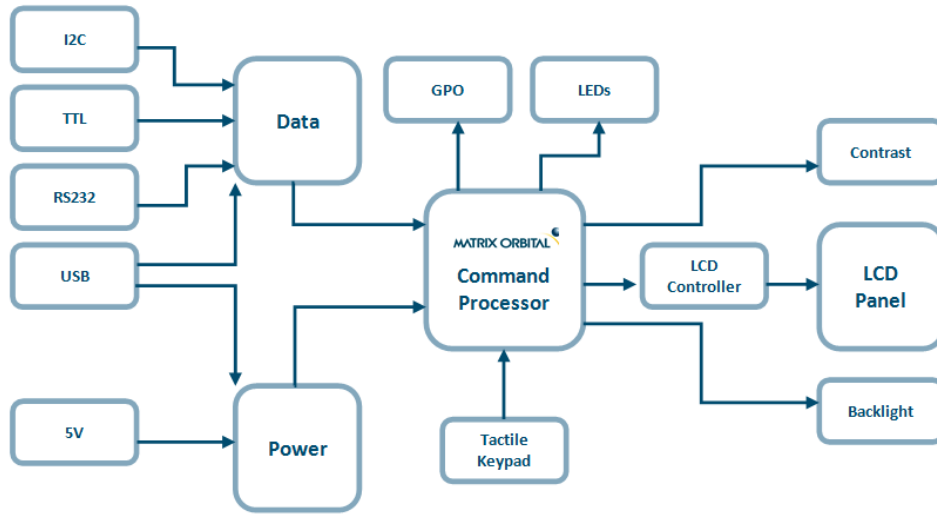 I2C
TTL
RS232
USB
5V
Data
Power
GPO
LEDs
MATRIX ORBITAL
Command
Processor
Tactile
Keypad
Contrast
LCD
Controller
LCD
Panel
Backlight